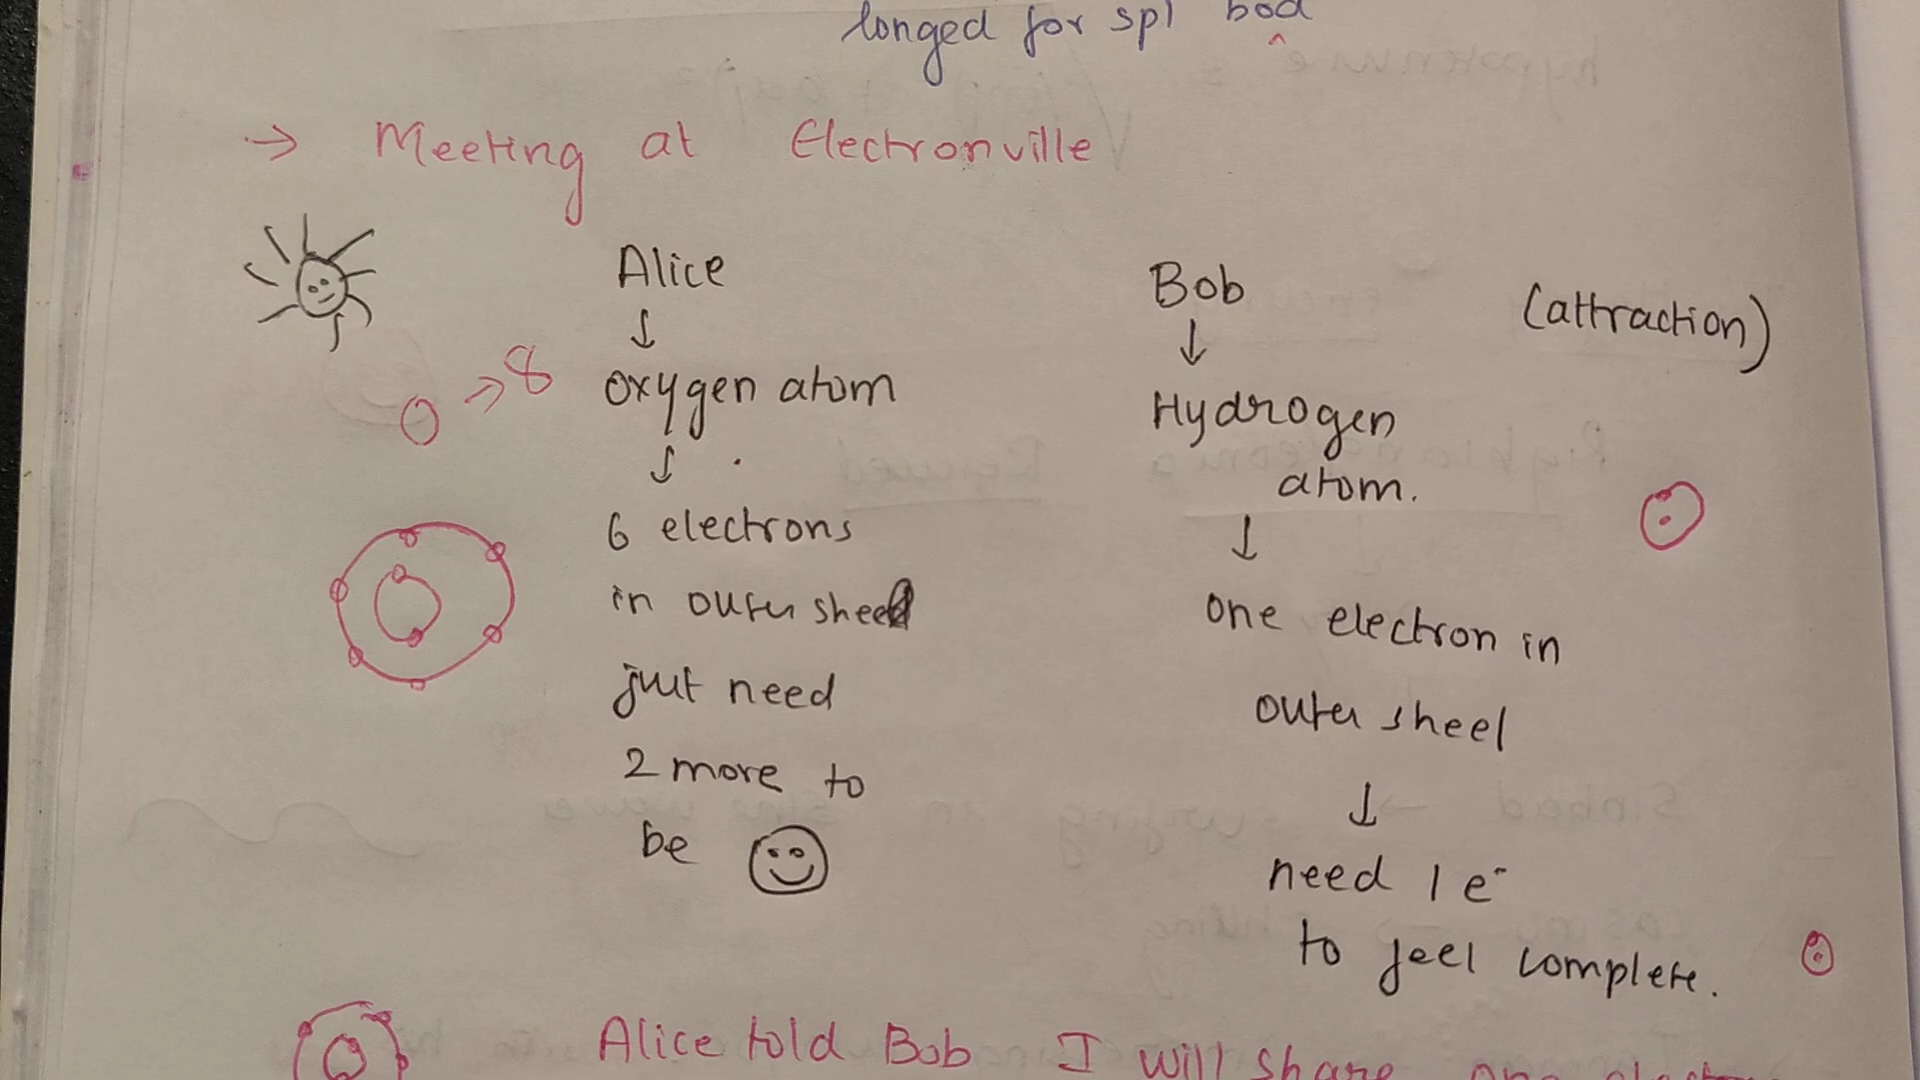 longed for spl bod
→ Meeting at Electronville
Alice
↓
oxygen atom
↓
6 electrons
in outer sheel
just need
2 more to
be
O → 8
Bob
↓
Hydrogen
atom.
↓
one electron in
outer sheel
↓
need 1 e-
to feel complete.
(attraction)
Alice told Bob I will share one